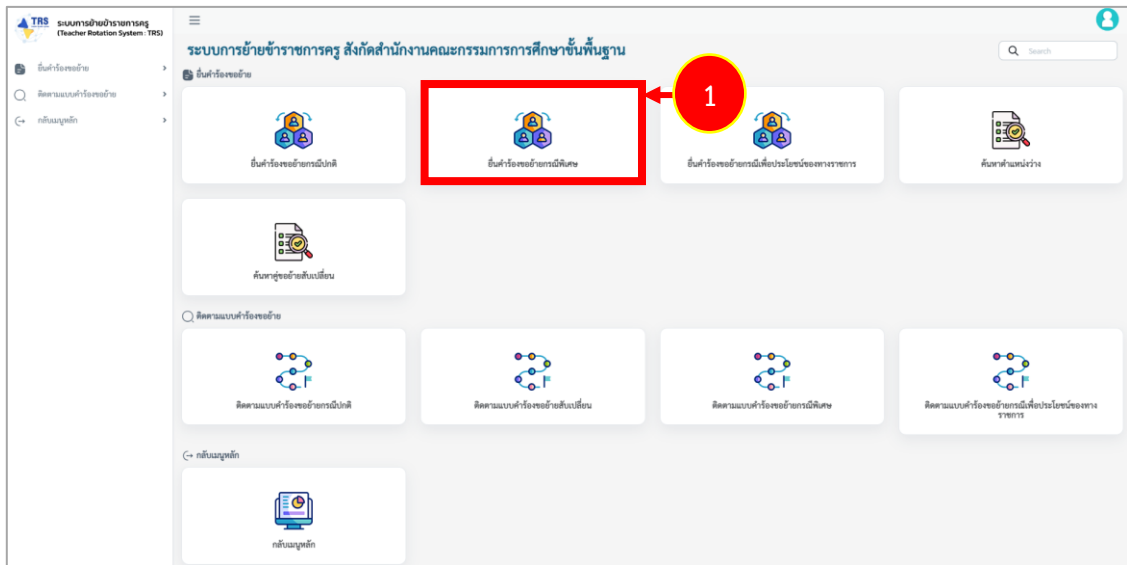 TRS ระบบการย้ายข้าราชการครู
(Teacher Rotation System : TRS)
ยื่นคำร้องขอย้าย
ติดตามแบบคำร้องขอย้าย
กลับเมนูหลัก
ระบบการย้ายข้าราชการครู สังกัดสำนักงานคณะกรรมการการศึกษาขั้นพื้นฐาน
Search
ยื่นคำร้องขอย้าย
1
ยื่นคำร้องขอย้ายกรณีปกติ
ยื่นคำร้องขอย้ายกรณีพิเศษ
ยื่นคำร้องขอย้ายกรณีเพื่อประโยชน์ของทางราชการ
ค้นหาตำแหน่งว่าง
ค้นหาคู่ขอย้ายสับเปลี่ยน
ติดตามแบบคำร้องขอย้าย
ติดตามแบบคำร้องขอย้ายกรณีปกติ
ติดตามแบบคำร้องขอย้ายสับเปลี่ยน
ติดตามแบบคำร้องขอย้ายกรณีพิเศษ
ติดตามแบบคำร้องขอย้ายกรณีเพื่อประโยชน์ของทาง
ราชการ
กลับเมนูหลัก
กลับเมนูหลัก